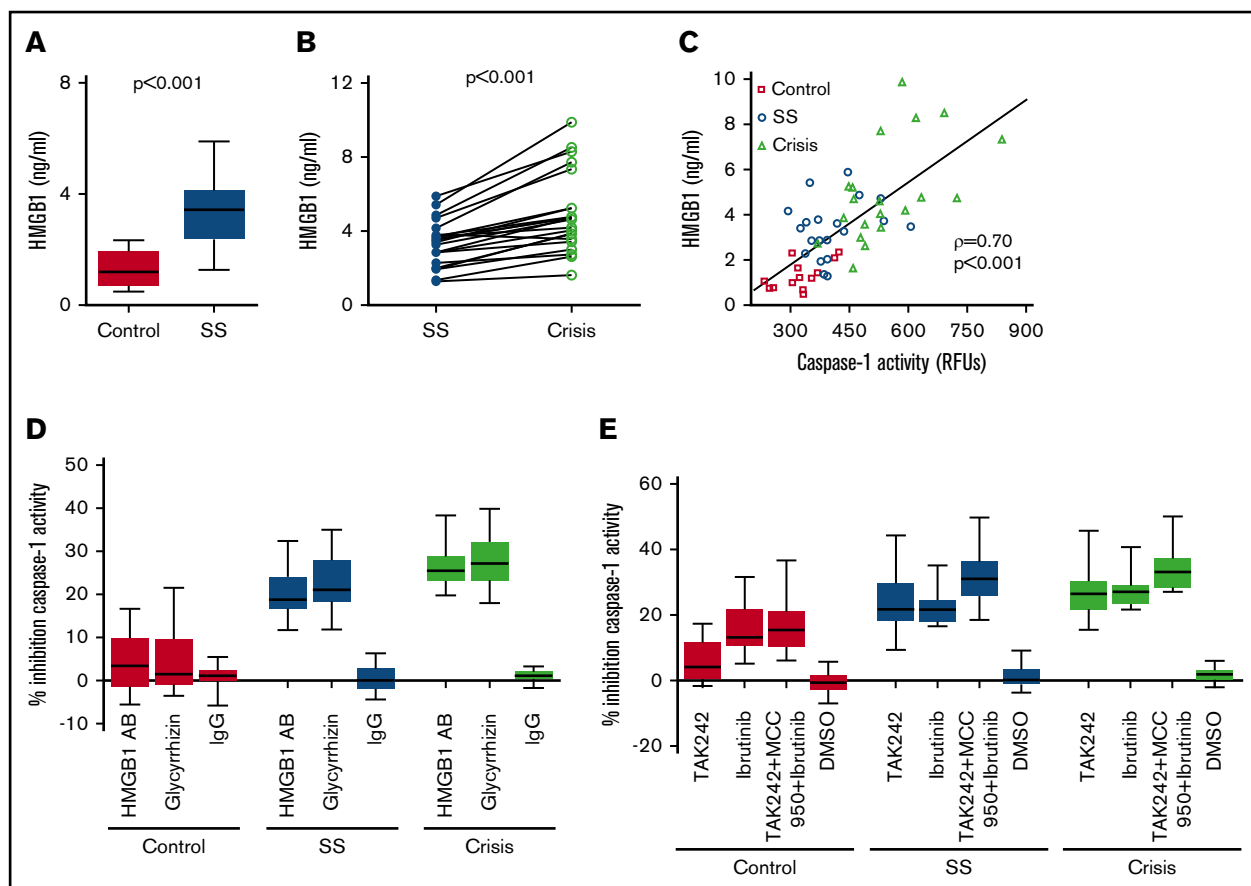 A
p<0.001
8
4
0
HMGB1 (ng/ml)
Control
SS
B
p<0.001
12
8
4
0
HMGB1 (ng/ml)
SS
Crisis
C
10
8
6
4
2
0
HMGB1 (ng/ml)
Control
SS
Crisis
ρ=0.70
p<0.001
300
450
600
750
900
Caspase-1 activity (RFUs)
D
50
40
30
20
10
0
-10
% inhibition caspase-1 activity
HMGB1 AB
Glycyrrhizin
IgG
HMGB1 AB
Glycyrrhizin
IgG
HMGB1 AB
Glycyrrhizin
IgG
Control
SS
Crisis
E
60
40
20
0
-20
% inhibition caspase-1 activity
TAK242
Ibrutinib
TAK242+MCC
950+Ibrutinib
DMSO
TAK242
Ibrutinib
TAK242+MCC
950+Ibrutinib
DMSO
TAK242
Ibrutinib
TAK242+MCC
950+Ibrutinib
DMSO
Control
SS
Crisis